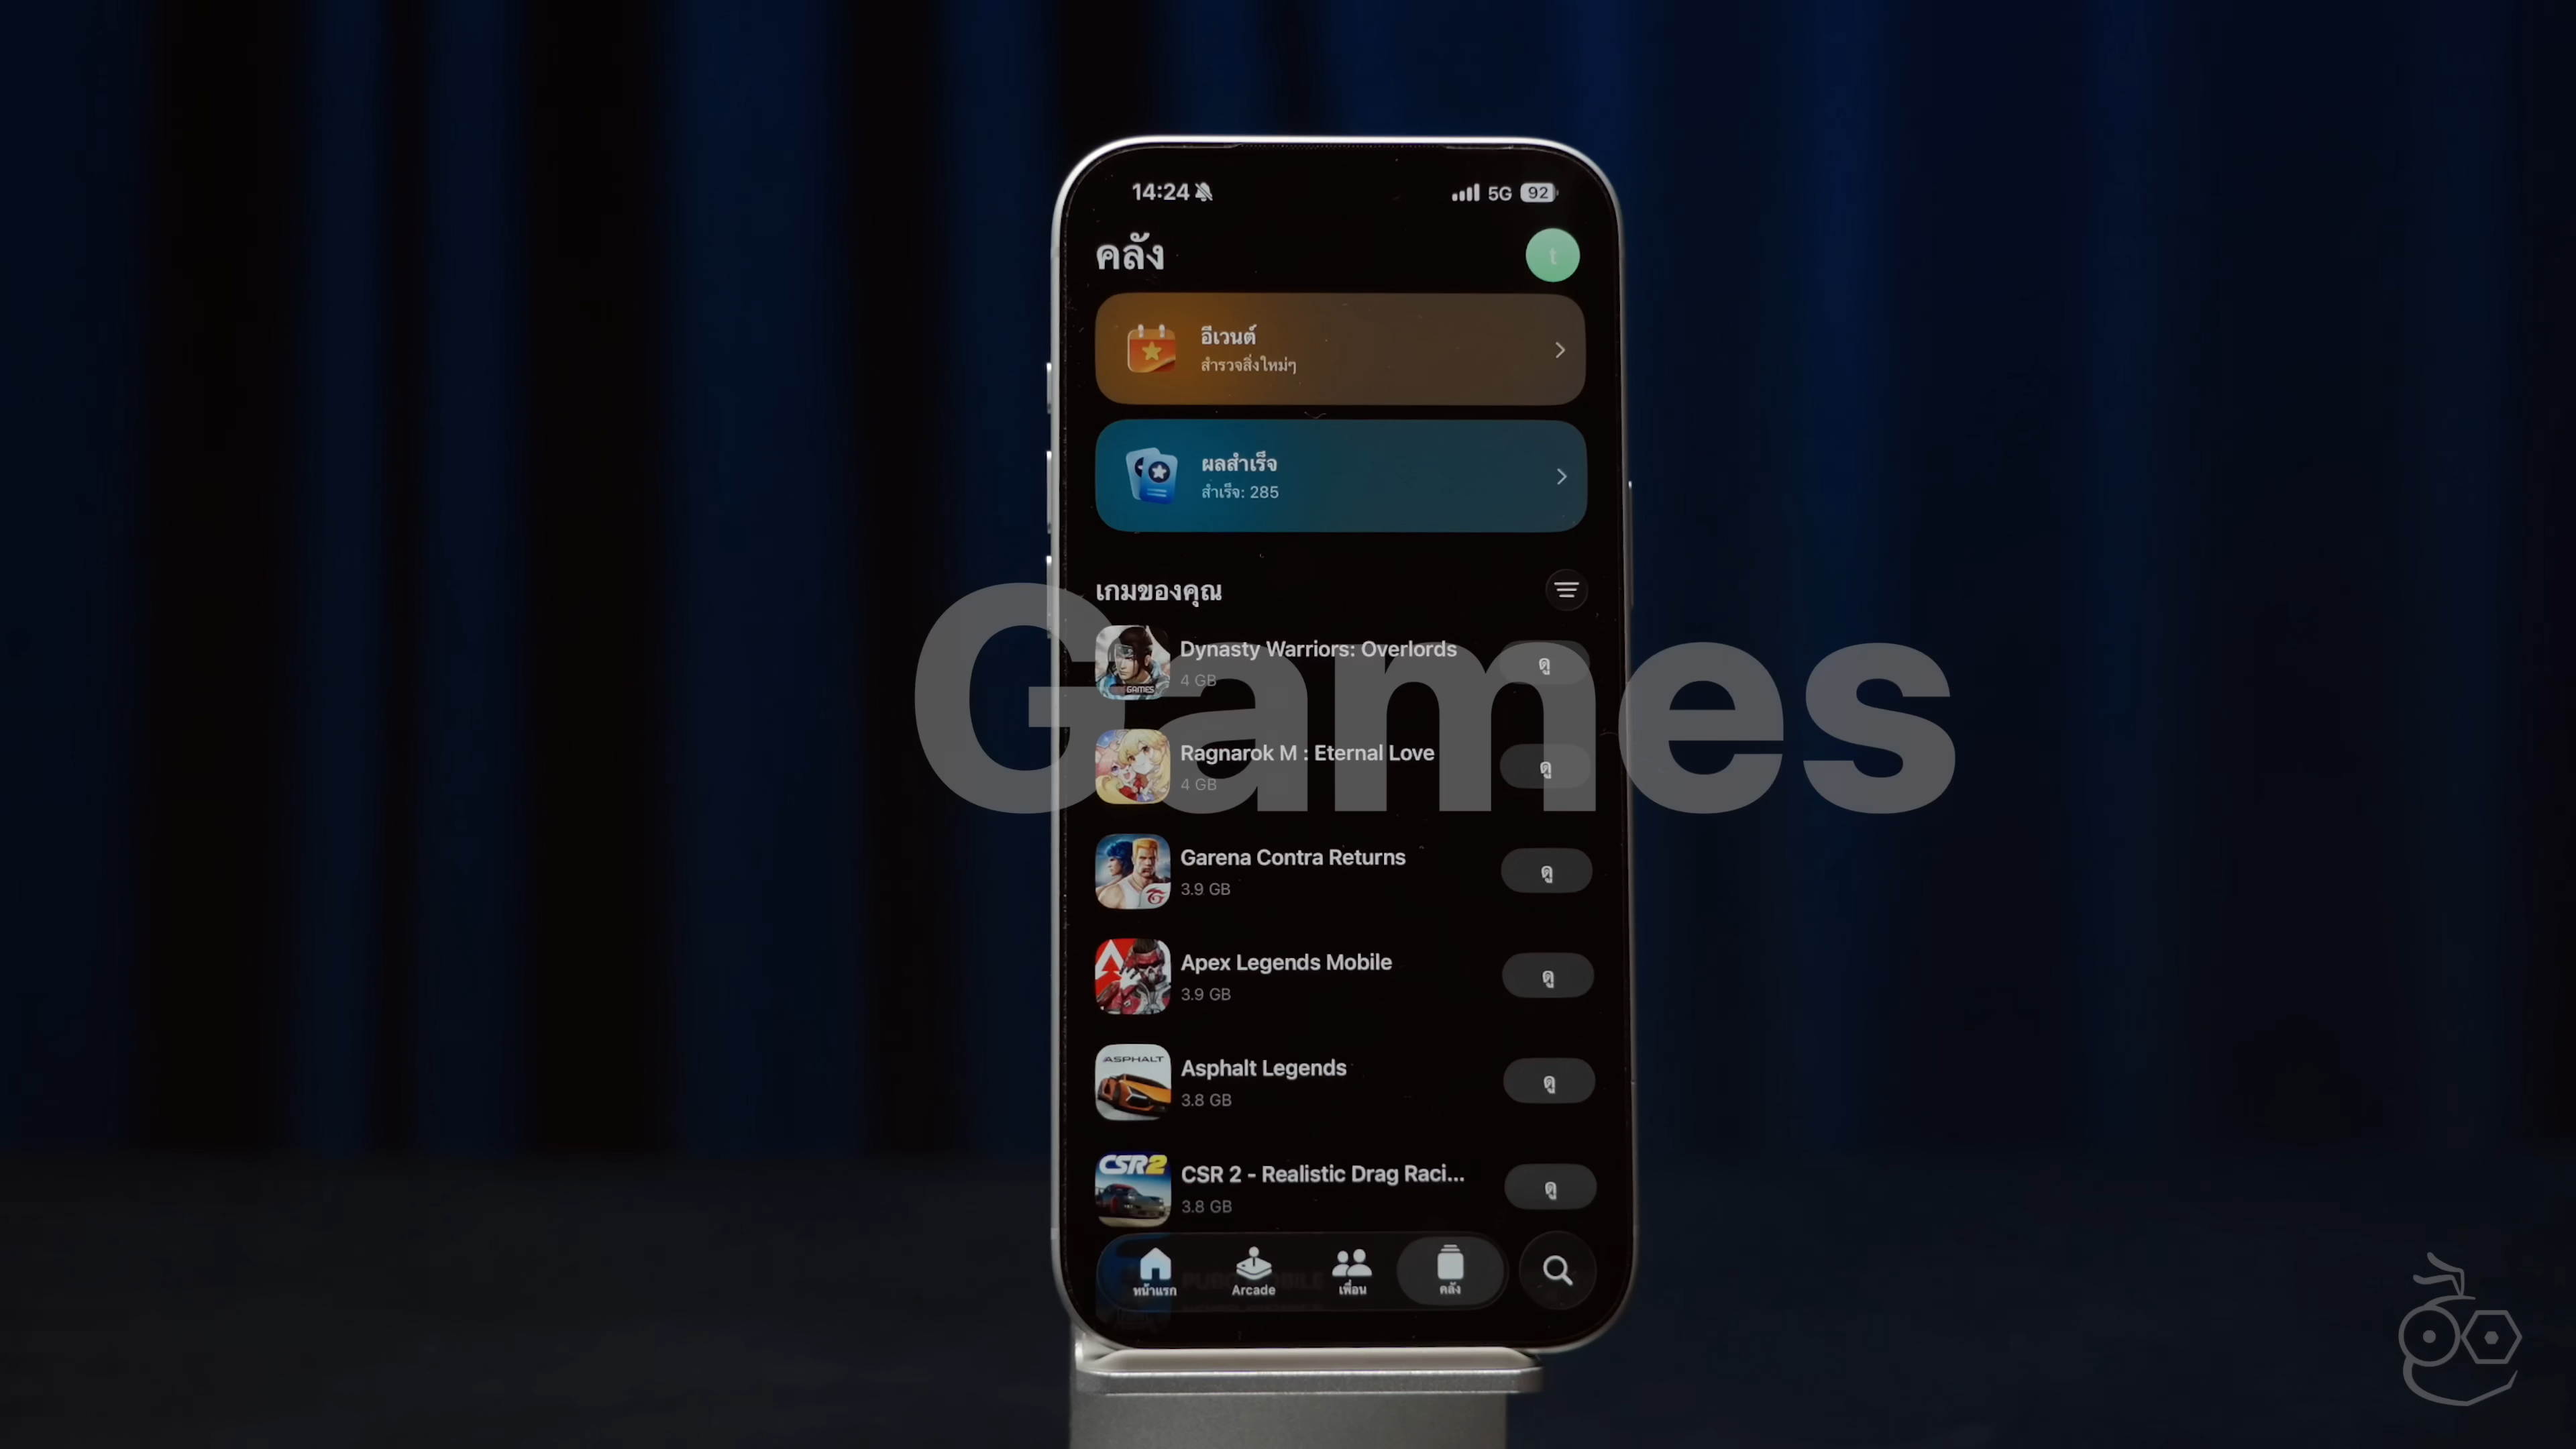 14:24
5G 92
คลัง
t
อีเวนต์
สำรวจสิ่งใหม่ๆ
ผลสำเร็จ
สำเร็จ: 285
เกมของคุณ
Games
Dynasty Warriors: Overlords
4 GB
ดู
GAMES
Ragnarok M : Eternal Love
4 GB
ดู
Garena Contra Returns
3.9 GB
ดู
Apex Legends Mobile
3.9 GB
ดู
ASPHALT
Asphalt Legends
3.8 GB
ดู
CSR2
CSR 2 - Realistic Drag Raci...
3.8 GB
ดู
PUBG MOBILE
หน้าแรก
Arcade
เพื่อน
คลัง